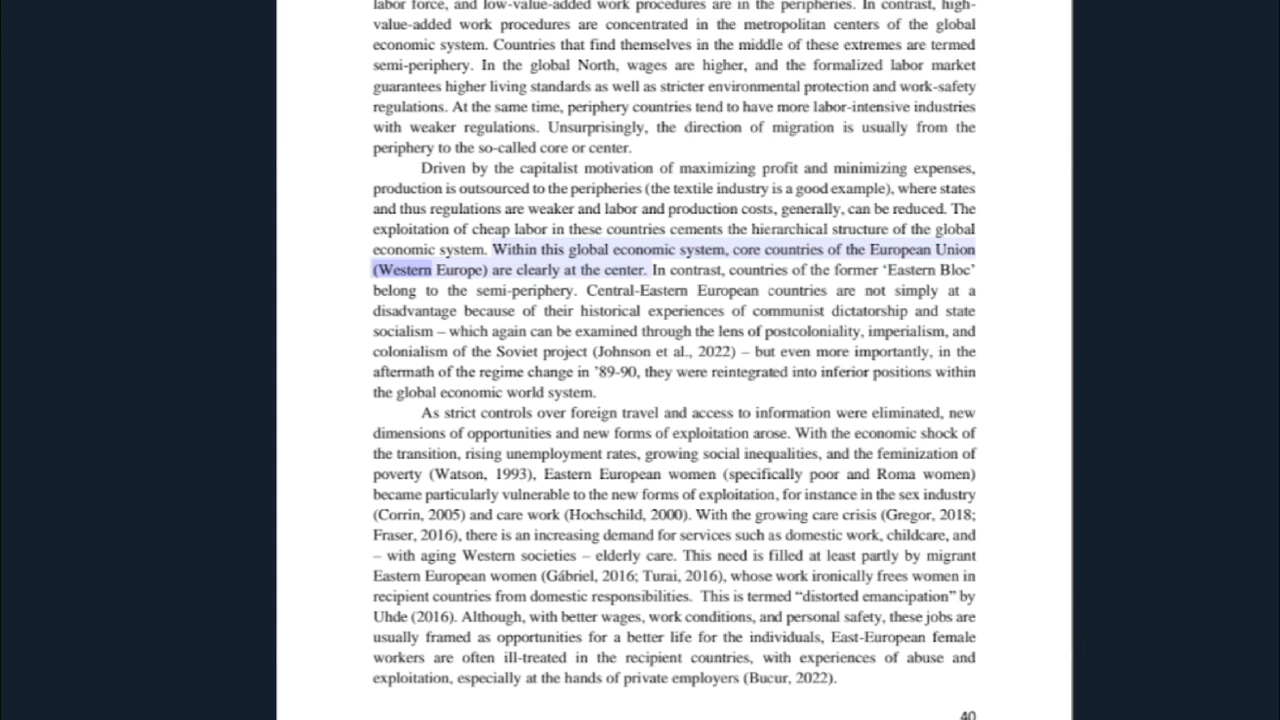 labor force, and low-value-added work procedures are in the peripheries. In contrast, high-
value-added work procedures are concentrated in the metropolitan centers of the global
economic system. Countries that find themselves in the middle of these extremes are termed
semi-periphery. In the global North, wages are higher, and the formalized labor market
guarantees higher living standards as well as stricter environmental protection and work-safety
regulations. At the same time, periphery countries tend to have more labor-intensive industries
with weaker regulations. Unsurprisingly, the direction of migration is usually from the
periphery to the so-called core or center.
Driven by the capitalist motivation of maximizing profit and minimizing expenses,
production is outsourced to the peripheries (the textile industry is a good example), where states
and thus regulations are weaker and labor and production costs, generally, can be reduced. The
exploitation of cheap labor in these countries cements the hierarchical structure of the global
economic system. Within this global economic system, core countries of the European Union
(Western Europe) are clearly at the center. In contrast, countries of the former ‘Eastern Bloc’
belong to the semi-periphery. Central-Eastern European countries are not simply at a
disadvantage because of their historical experiences of communist dictatorship and state
socialism – which again can be examined through the lens of postcoloniality, imperialism, and
colonialism of the Soviet project (Johnson et al., 2022) – but even more importantly, in the
aftermath of the regime change in ’89-90, they were reintegrated into inferior positions within
the global economic world system.
As strict controls over foreign travel and access to information were eliminated, new
dimensions of opportunities and new forms of exploitation arose. With the economic shock of
the transition, rising unemployment rates, growing social inequalities, and the feminization of
poverty (Watson, 1993), Eastern European women (specifically poor and Roma women)
became particularly vulnerable to the new forms of exploitation, for instance in the sex industry
(Corrin, 2005) and care work (Hochschild, 2000). With the growing care crisis (Gregor, 2018;
Fraser, 2016), there is an increasing demand for services such as domestic work, childcare, and
– with aging Western societies – elderly care. This need is filled at least partly by migrant
Eastern European women (Gábriel, 2016; Turai, 2016), whose work ironically frees women in
recipient countries from domestic responsibilities. This is termed “distorted emancipation” by
Uhde (2016). Although, with better wages, work conditions, and personal safety, these jobs are
usually framed as opportunities for a better life for the individuals, East-European female
workers are often ill-treated in the recipient countries, with experiences of abuse and
exploitation, especially at the hands of private employers (Bucur, 2022).
40